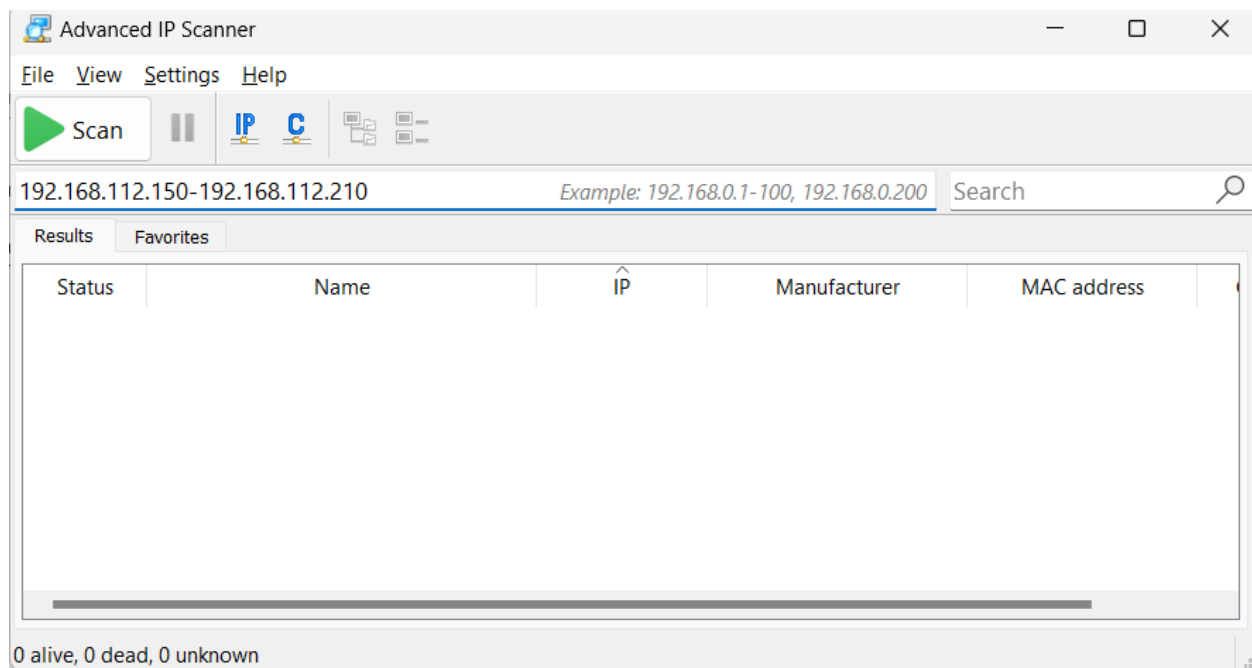 Advanced IP Scanner
File View Settings Help
Scan IP C
192.168.112.150-192.168.112.210 Example: 192.168.0.1-100, 192.168.0.200 Search
Results Favorites
Status Name IP Manufacturer MAC address
0 alive, 0 dead, 0 unknown